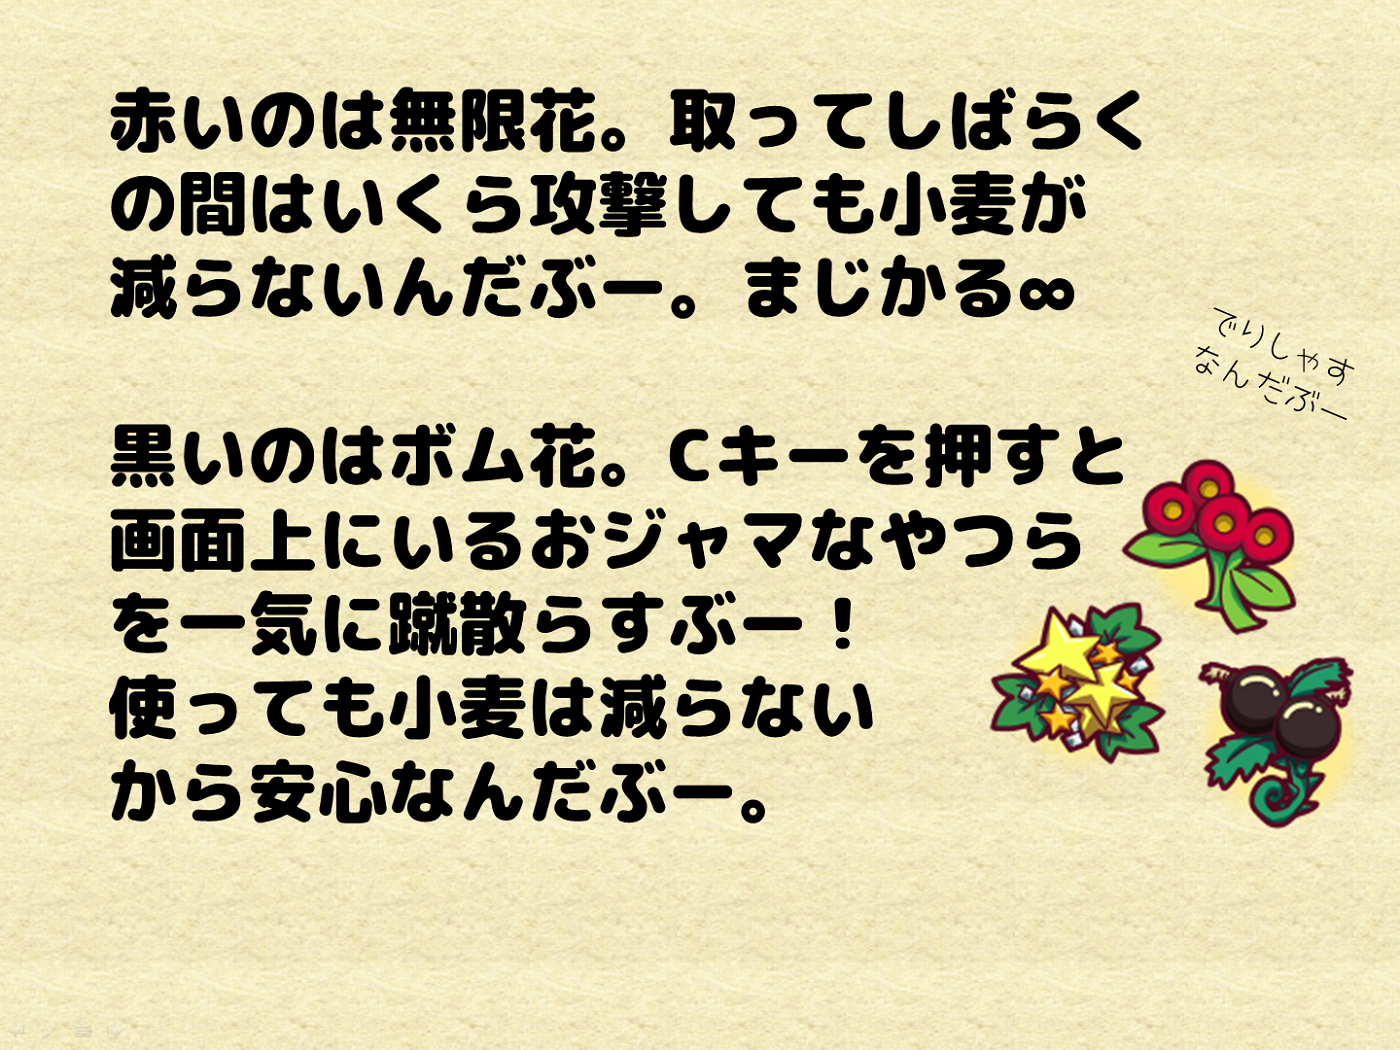 赤いのは無限花。取ってしばらく
の間はいくら攻撃しても小麦が
減らないんだぶー。まじかる∞
でりしゃす
なんだぶー
黒いのはボム花。Cキーを押すと
画面上にいるおジャマなやつら
を一気に蹴散らすぶー！
使っても小麦は減らない
から安心なんだぶー。